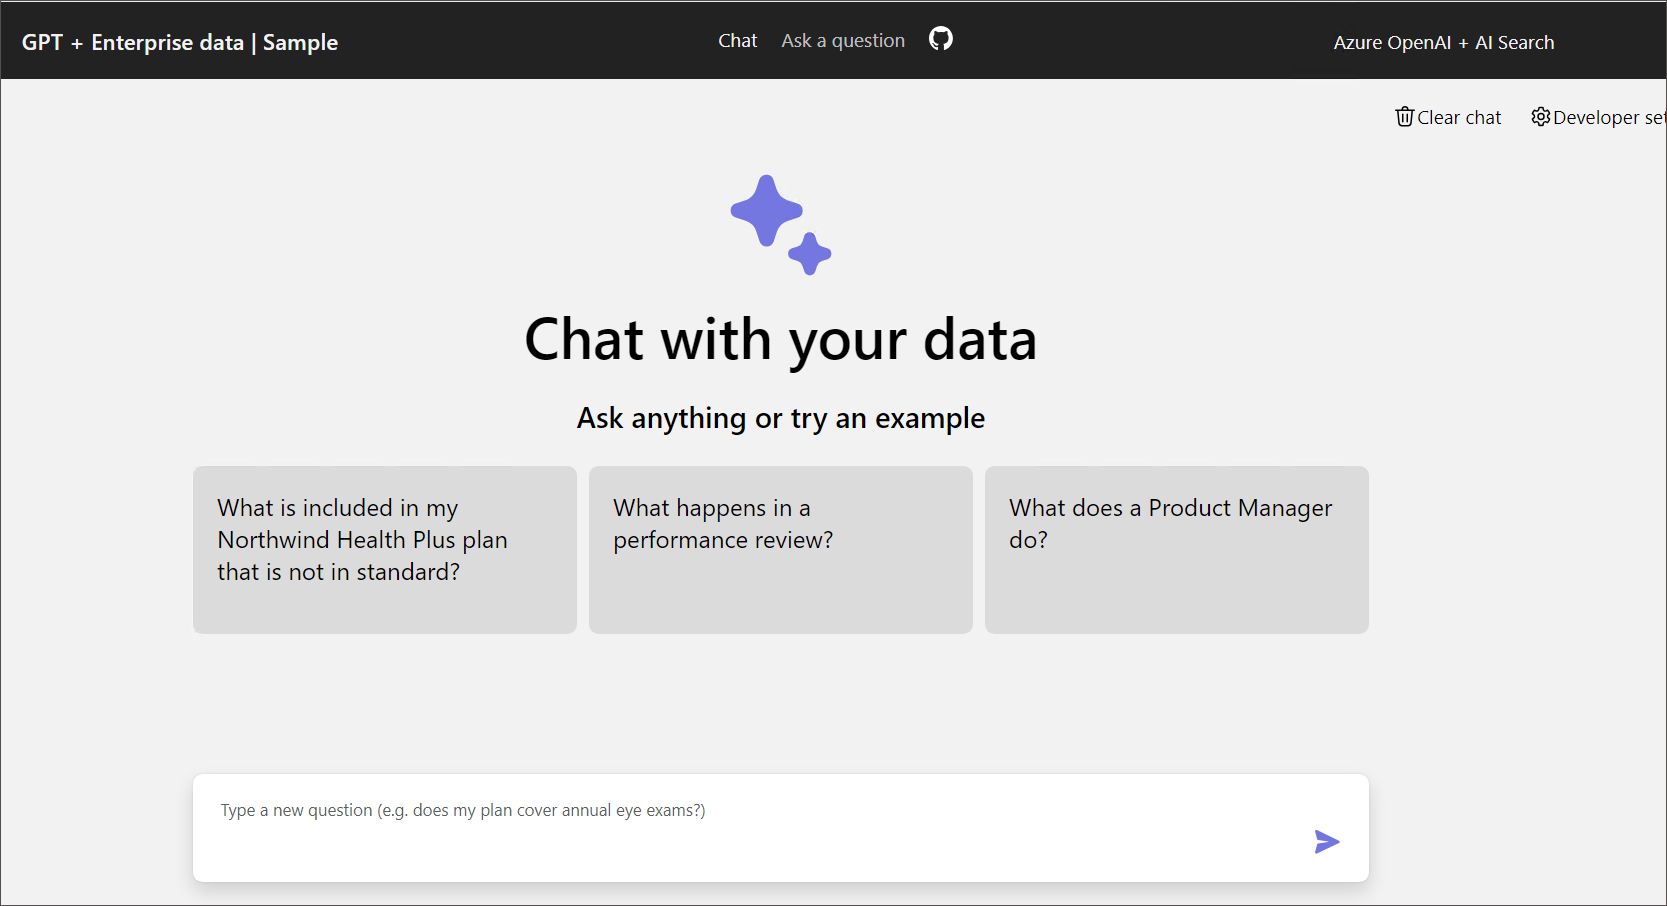 GPT + Enterprise data | Sample
Chat
Ask a question
Azure OpenAI + AI Search
Clear chat
Developer set
Chat with your data
Ask anything or try an example
What is included in my
Northwind Health Plus plan
that is not in standard?
What happens in a
performance review?
What does a Product Manager
do?
Type a new question (e.g. does my plan cover annual eye exams?)